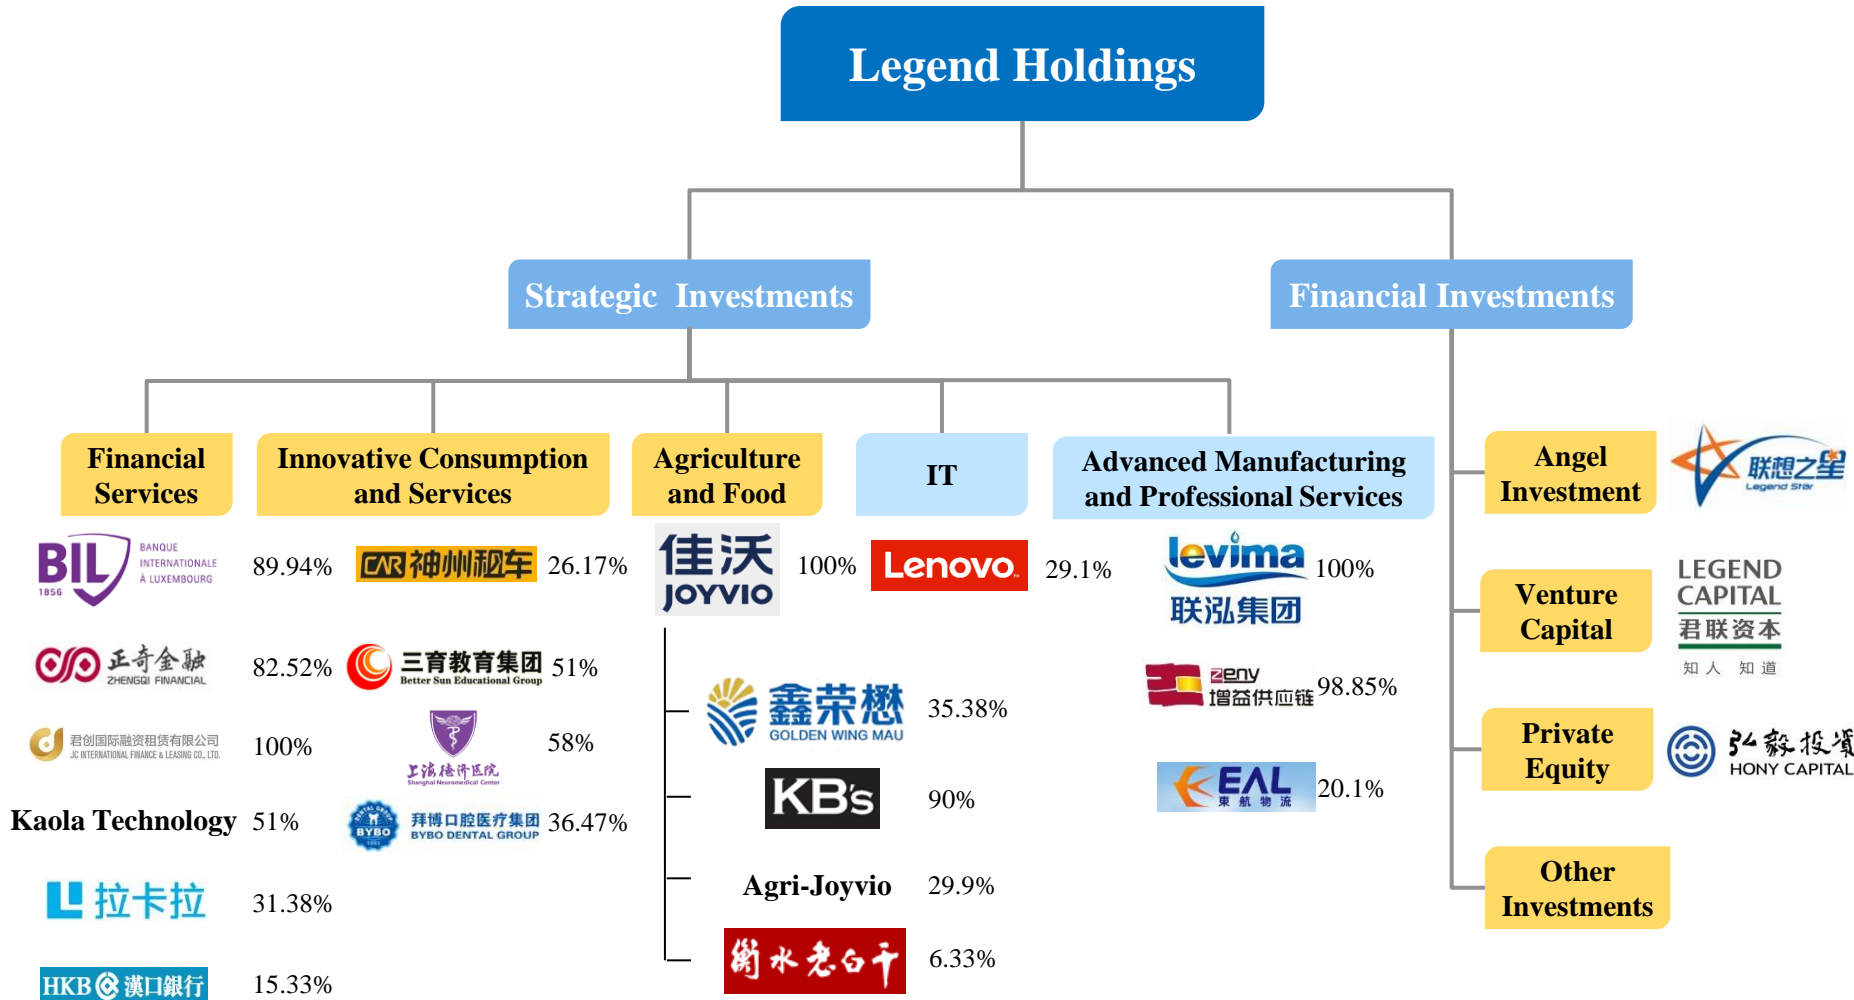 Legend Holdings
Strategic Investments
Financial Investments
Financial
Services
Innovative Consumption
and Services
Agriculture
and Food
IT
Advanced Manufacturing
and Professional Services
BIL
1856
BANQUE
INTERNATIONALE
À LUXEMBOURG
89.94%
正奇金融
ZHENGQI FINANCIAL
82.52%
君创国际融资租赁有限公司
JC INTERNATIONAL FINANCE & LEASING CO., LTD.
100%
Kaola Technology 51%
拉卡拉
31.38%
HKB 漢口銀行
15.33%
CAR 神州租车
26.17%
三育教育集团
Better Sun Educational Group
51%
上海德济医院
Shanghai Neuromedical Center
58%
DENTAL GROUP
BYBO
1993
拜博口腔医疗集团
BYBO DENTAL GROUP
36.47%
佳沃
JOYVIO
100%
鑫荣懋
GOLDEN WING MAU
35.38%
KB's
90%
Agri-Joyvio 29.9%
衡水老白干
6.33%
Lenovo
29.1%
levima
联泓集团
100%
zenv
增益供应链
98.85%
EAL
東航物流
20.1%
Angel
Investment
联想之星
Legend Star
Venture
Capital
LEGEND
CAPITAL
君联资本
知人 知道
Private
Equity
弘毅投資
HONY CAPITAL
Other
Investments